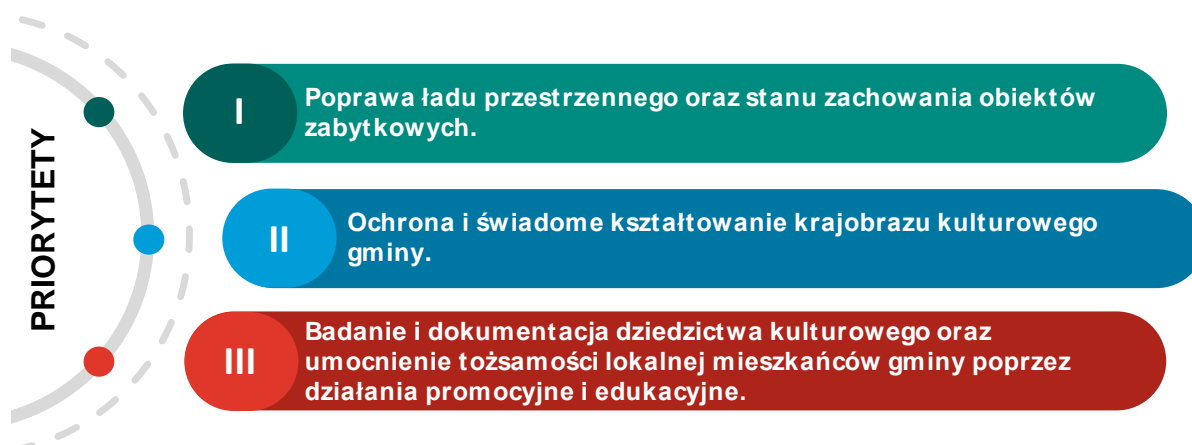 PRIORYTETY
I
Poprawa ładu przestrzennego oraz stanu zachowania obiektów
zabytkowych.
II
Ochrona i świadome kształtowanie krajobrazu kulturowego
gminy.
III
Badanie i dokumentacja dziedzictwa kulturowego oraz
umocnienie tożsamości lokalnej mieszkańców gminy poprzez
działania promocyjne i edukacyjne.